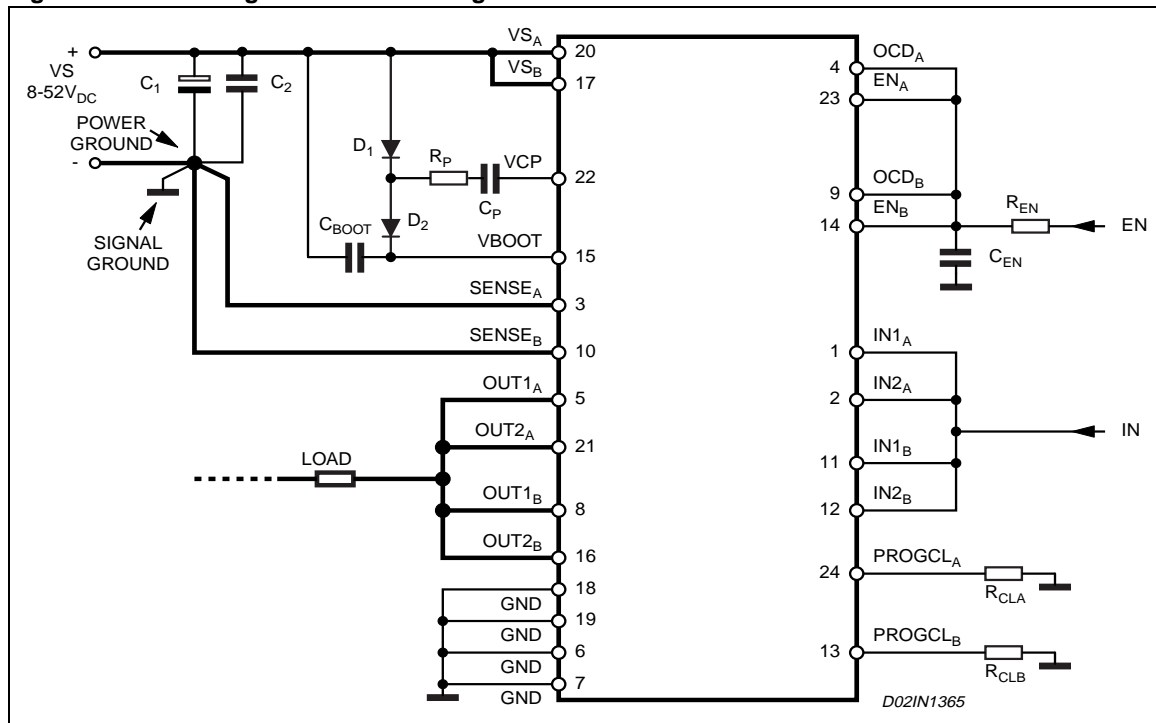 +
VS
8-52V_DC
-
POWER
GROUND
SIGNAL
GROUND
C1
C2
D1
RP
CP
D2
CBOOT
VSA
20
VSB
17
VCP
22
VBOOT
15
SENSEA
3
SENSEB
10
OUT1A
5
OUT2A
21
LOAD
OUT1B
8
OUT2B
16
18
GND
19
GND
6
GND
7
GND
4
OCDA
23
ENA
9
OCDB
14
ENB
REN
EN
CEN
1
IN1A
2
IN2A
IN
11
IN1B
12
IN2B
24
PROGCLA
RCLA
13
PROGCLB
RCLB
D02IN1365